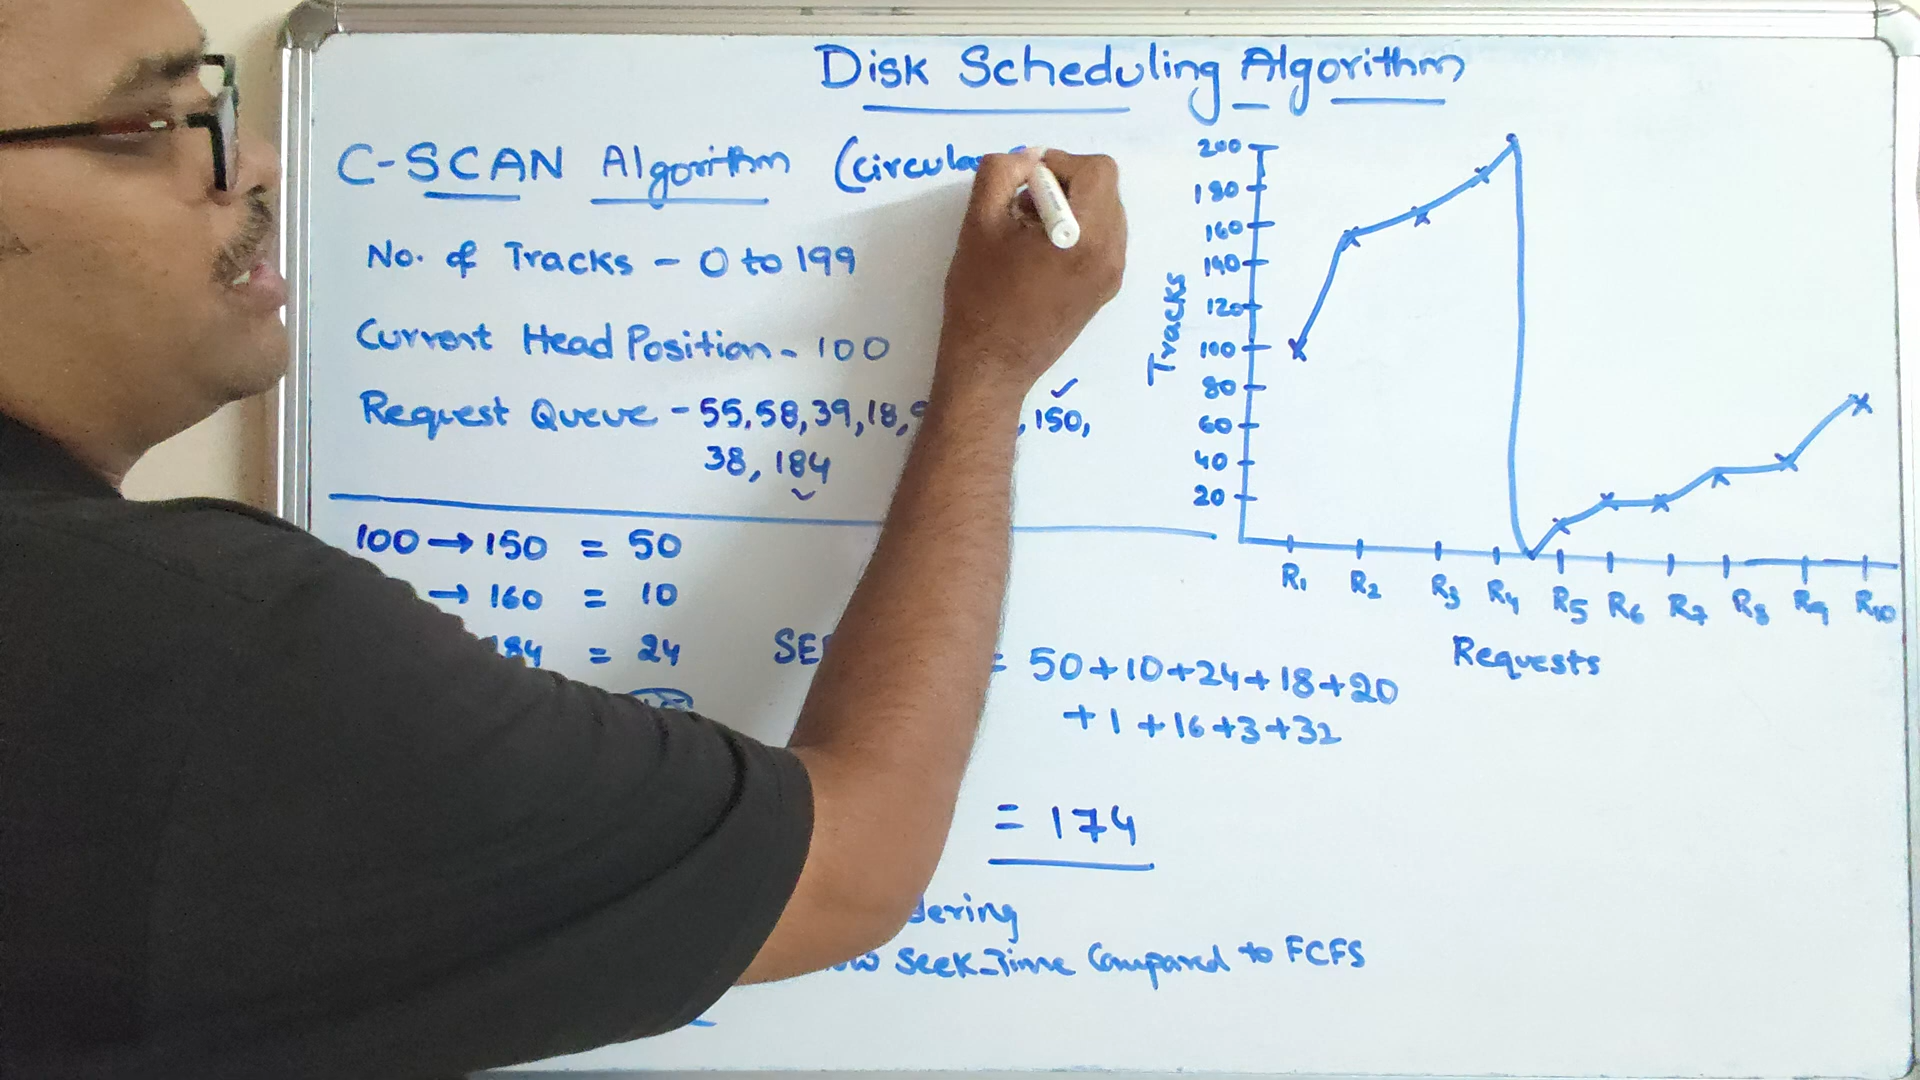 Disk Scheduling Algorithm
C-SCAN Algorithm (circular
No. of Tracks - 0 to 199
Current Head Position - 100
Request Queue - 55, 58, 39, 18, 150,
38, 184
100 → 150 = 50
→ 160 = 10
184 = 24
= 50+10+24+18+20
+1+16+3+32
= 174
Seek-Time Compared to FCFS
Tracks
200
180
160
140
120
100
80
60
40
20
R1 R2 R3 R4 R5 R6 R7 R8 R9 R10
Requests